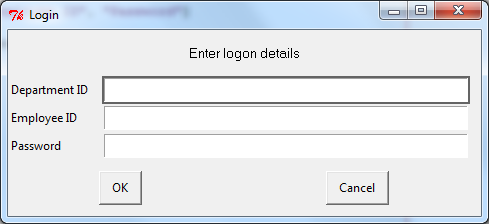 Login
Enter logon details
Department ID
Employee ID
Password
OK Cancel